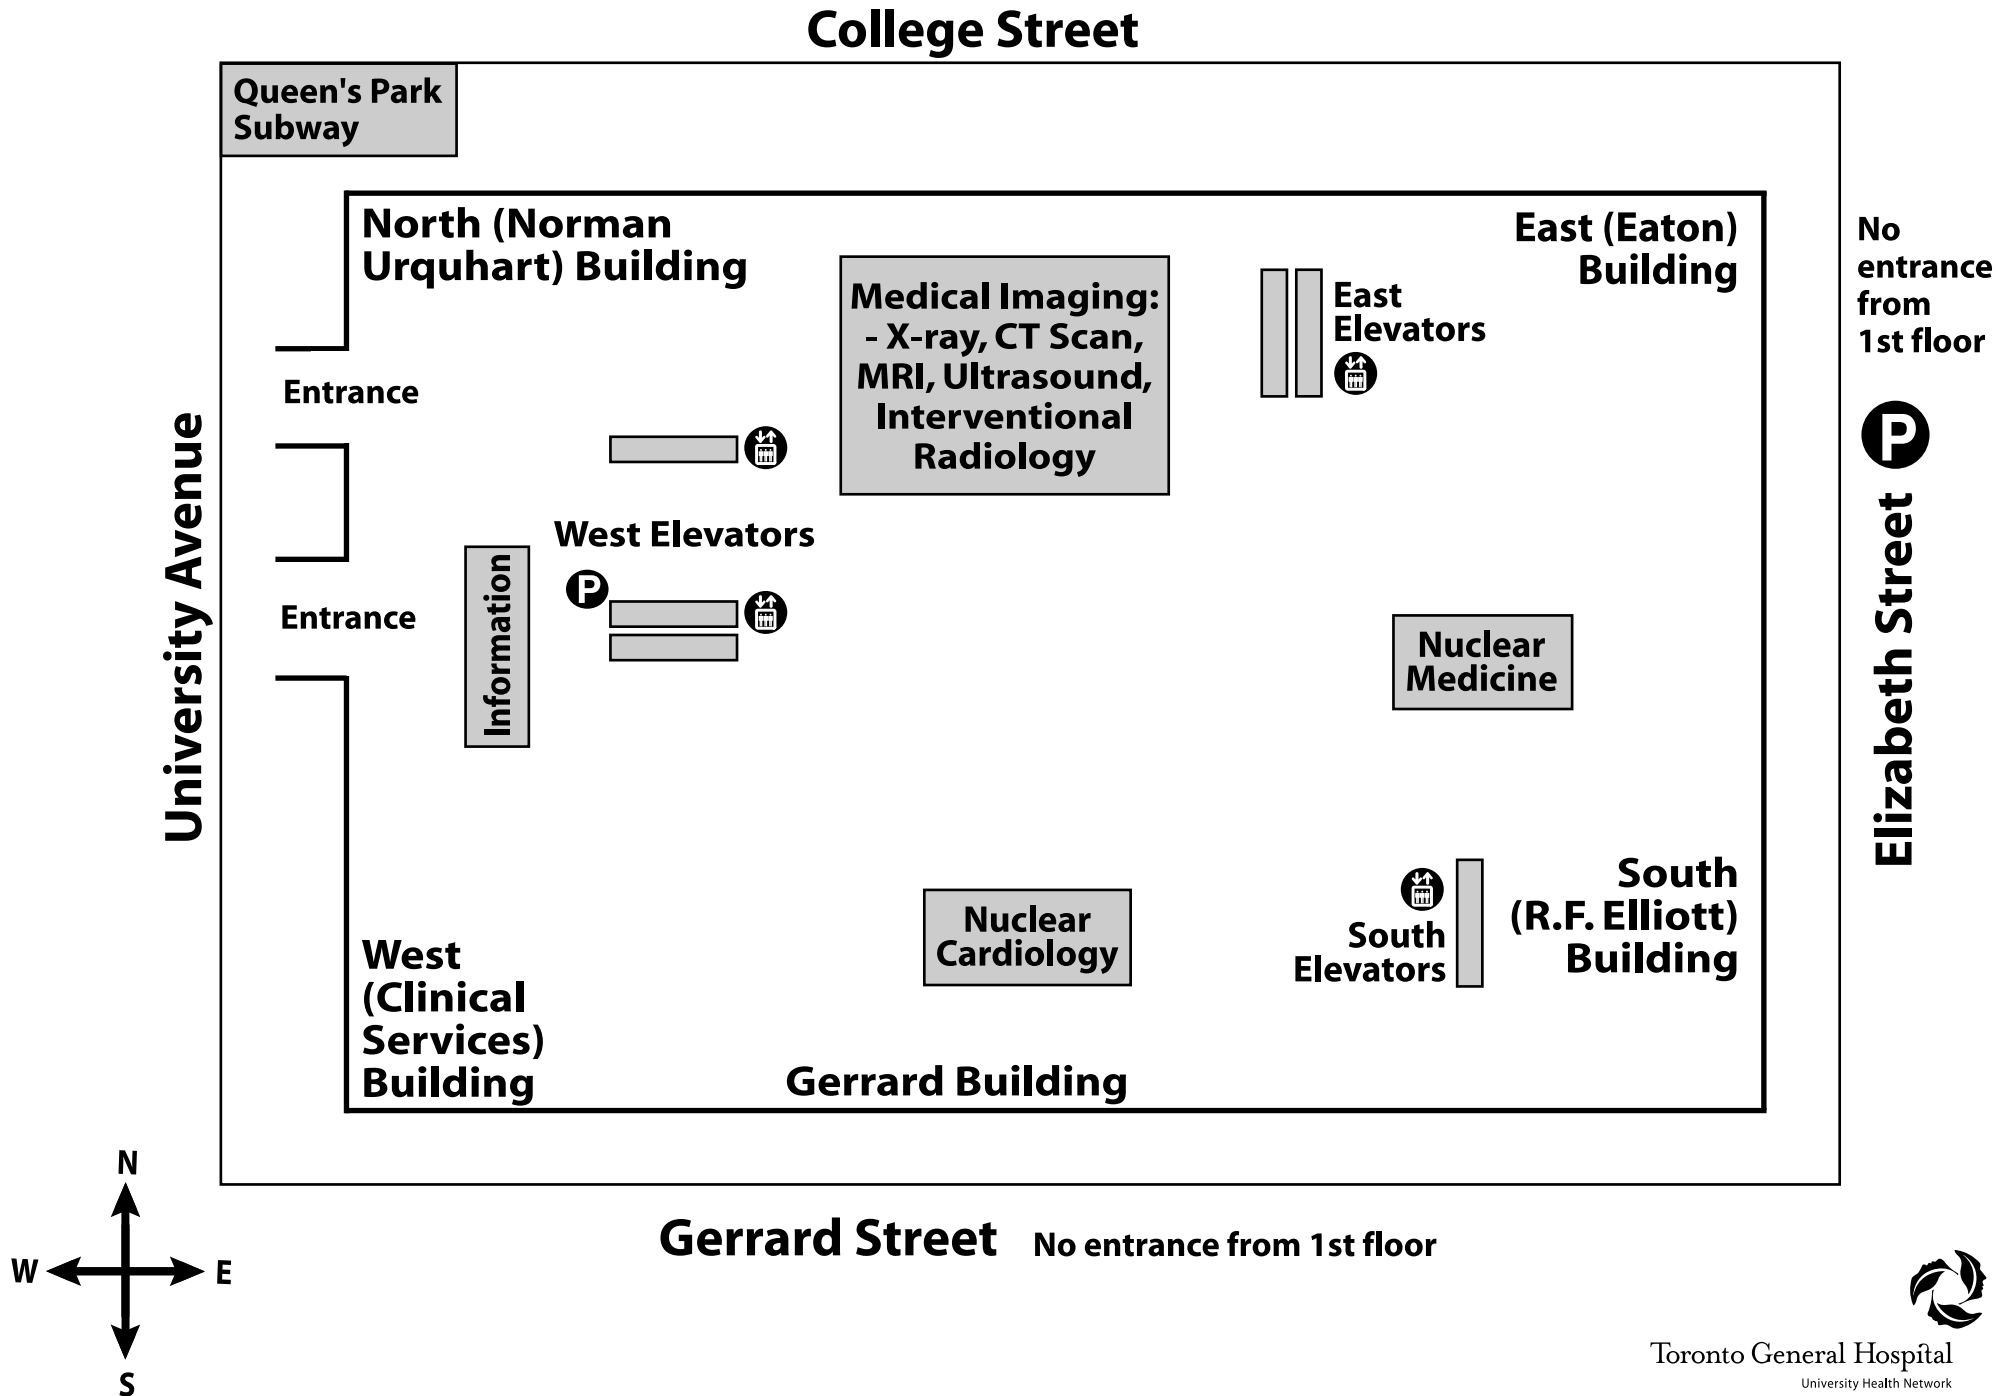 College Street
Queen's Park
Subway
North (Norman
Urquhart) Building
East (Eaton)
Building
No
entrance
from
1st floor
Medical Imaging:
- X-ray, CT Scan,
MRI, Ultrasound,
Interventional
Radiology
East
Elevators
Entrance
P
University Avenue
West Elevators
Information
P
Entrance
Nuclear
Medicine
Elizabeth Street
South
(R.F. Elliott)
Building
South
Elevators
Nuclear
Cardiology
West
(Clinical
Services)
Building
Gerrard Building
N
W
E
S
Gerrard Street
No entrance from 1st floor
Toronto General Hospital
University Health Network